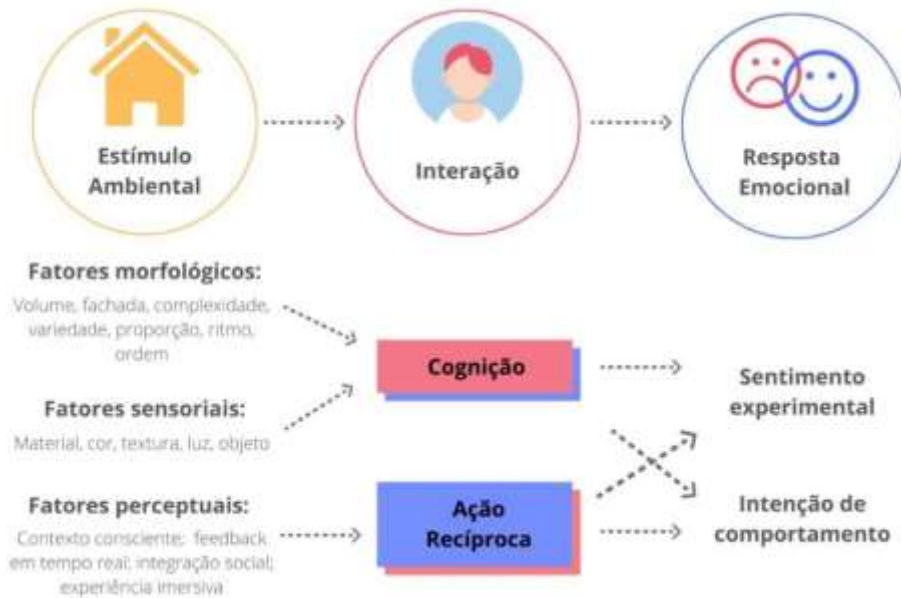 Estímulo
Ambiental
Interação
Resposta
Emocional
Fatores morfológicos:
Volume, fachada, complexidade,
variedade, proporção, ritmo,
ordem
Fatores sensoriais:
Material, cor, textura, luz, objeto
Fatores perceptuais:
Contexto consciente; feedback
em tempo real; integração social;
experiência imersiva
Cognição
Ação
Recíproca
Sentimento
experimental
Intenção de
comportamento